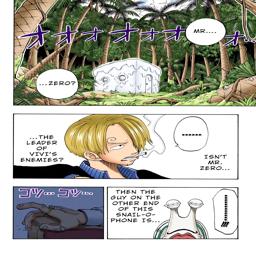 オオオオオオ...
MR....
...ZERO?
------
ISN'T
MR.
ZERO...
...THE
LEADER
OF
VIVI'S
ENEMIES?
コツ...コツ...
THEN THE
GUY ON THE
OTHER END
OF THIS
SNAIL-O-
PHONE IS...